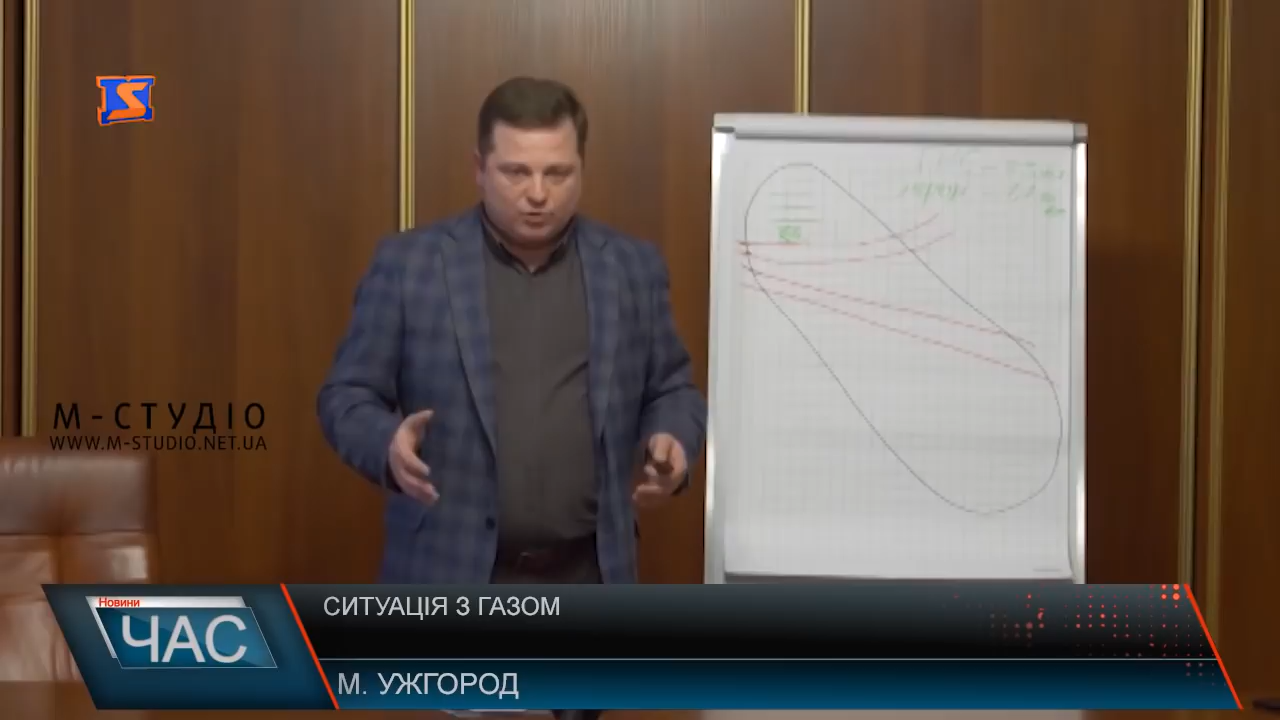 М-СТУДІО
WWW.M-STUDIO.NET.UA
Новини
ЧАС
СИТУАЦІЯ З ГАЗОМ
М. УЖГОРОД